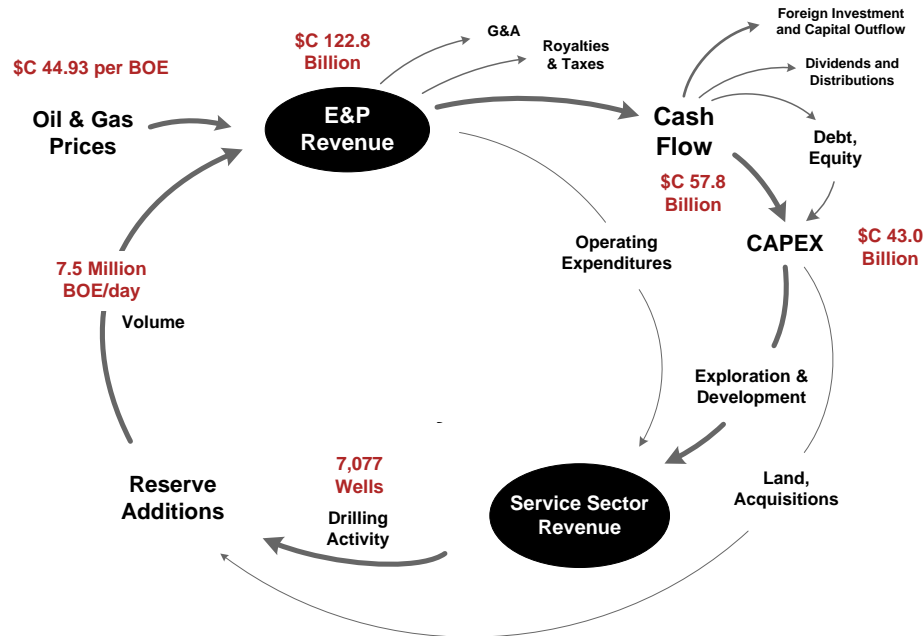 Foreign Investment
and Capital Outflow
G&A
$C 122.8
Billion
Royalties
& Taxes
$C 44.93 per BOE
Dividends and
Distributions
Oil & Gas
Prices
E&P
Revenue
Cash
Flow
Debt,
Equity
$C 57.8
Billion
CAPEX
$C 43.0
Billion
Operating
Expenditures
7.5 Million
BOE/day
Volume
Exploration &
Development
7,077
Wells
Reserve
Additions
Drilling
Activity
Service Sector
Revenue
Land,
Acquisitions